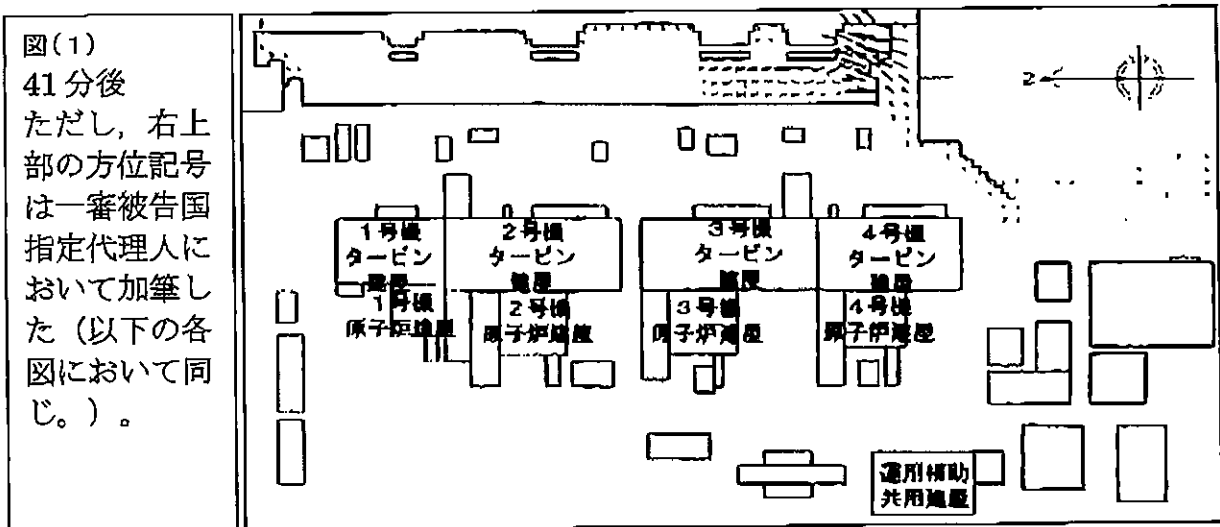 図(1)
41分後
ただし,右上
部の方位記号
は一審被告国
指定代理人に
おいて加筆し
た(以下の各
図において同
じ。)。
1号機
タービン
建屋
2号機
タービン
建屋
3号機
タービン
建屋
4号機
タービン
建屋
1号機
原子炉建屋
2号機
原子炉建屋
3号機
原子炉建屋
4号機
原子炉建屋
運用補助
共用建屋